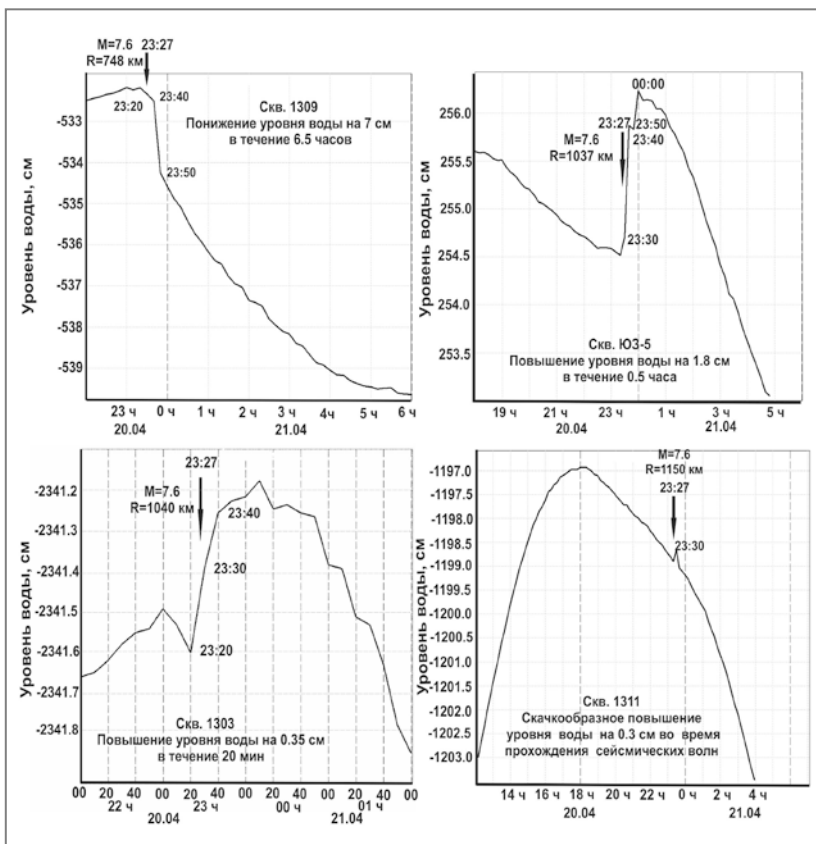 M=7.6 23:27
R=748 км
-533
-534
-535
-536
-537
-538
-539
Уровень воды, см
23:20
23:40
23:50
Скв. 1309
Понижение уровня воды на 7 см
в течение 6.5 часов
23 ч 0 ч 1 ч 2 ч 3 ч 4ч 5 ч 6 ч
20.04 21.04
256.0
255.5
255.0
254.5
254.0
253.5
Уровень воды, см
00:00
23:27 23:50
M=7.6 23:40
R=1037 км
23:30
Скв. ЮЗ-5
Повышение уровня воды на 1.8 см
в течение 0.5 часа
19 ч 21 ч 23 ч 1 ч 3 ч 5 ч
20.04 21.04
23:27
M=7.6
R=1040 км
-2341.2
-2341.3
-2341.4
-2341.5
-2341.6
-2341.7
-2341.8
Уровень воды, см
23:40
23:30
23:20
Скв. 1303
Повышение уровня воды на 0.35 см
в течение 20 мин
00 20 40 00 20 40 00 20 40 00 20 40 00
22 ч 23 ч 00 ч 01 ч
20.04 21.04
M=7.6
R=1150 км
23:27
23:30
-1197.0
-1197.5
-1198.0
-1198.5
-1199.0
-1199.5
-1200.0
-1200.5
-1201.0
-1201.5
-1202.0
-1202.5
-1203.0
Уровень воды, см
Скв. 1311
Скачкообразное повышение
уровня воды на 0.3 см во время
прохождения сейсмических волн
14 ч 16 ч 18 ч 20 ч 22 ч 0 ч 2 ч 4 ч
20.04 21.04